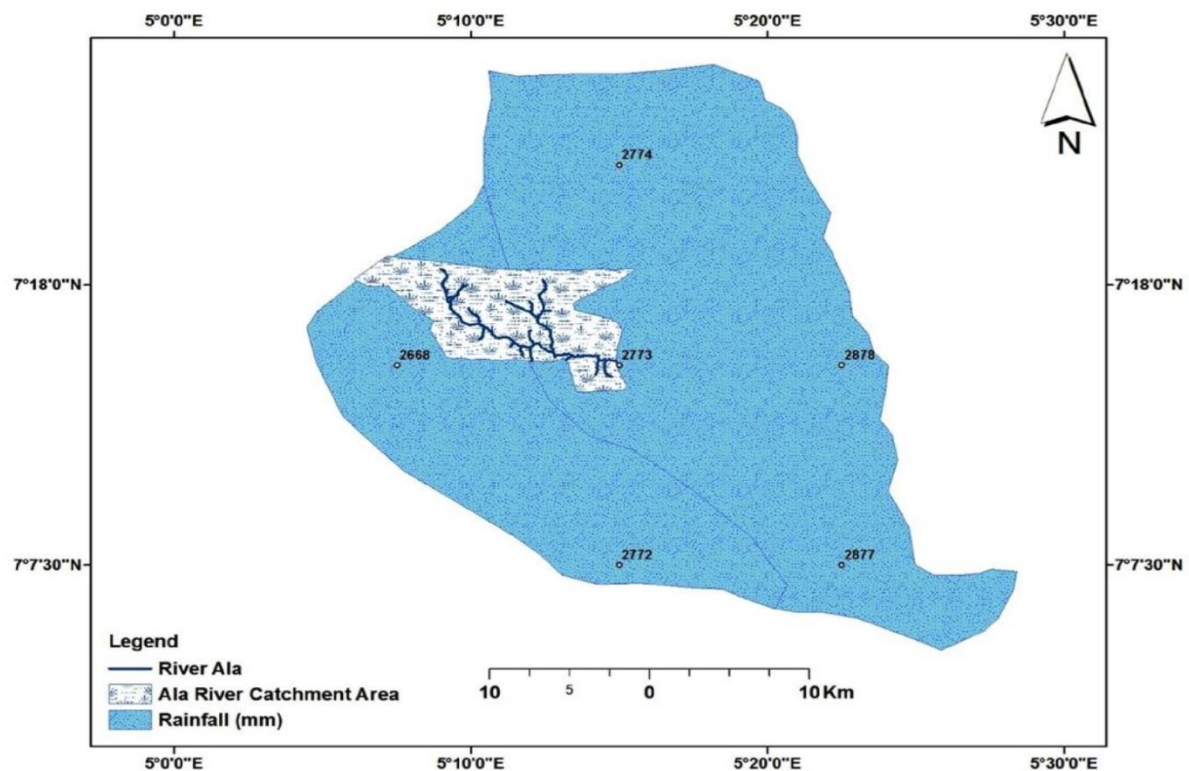 5°0'0"E 5°10'0"E 5°20'0"E 5°30'0"E
N
2774
7°18'0"N 7°18'0"N
2668 2773 2878
2772 2877
7°7'30"N 7°7'30"N
Legend
River Ala
Ala River Catchment Area
Rainfall (mm)
10 5 0 10 Km
5°0'0"E 5°10'0"E 5°20'0"E 5°30'0"E